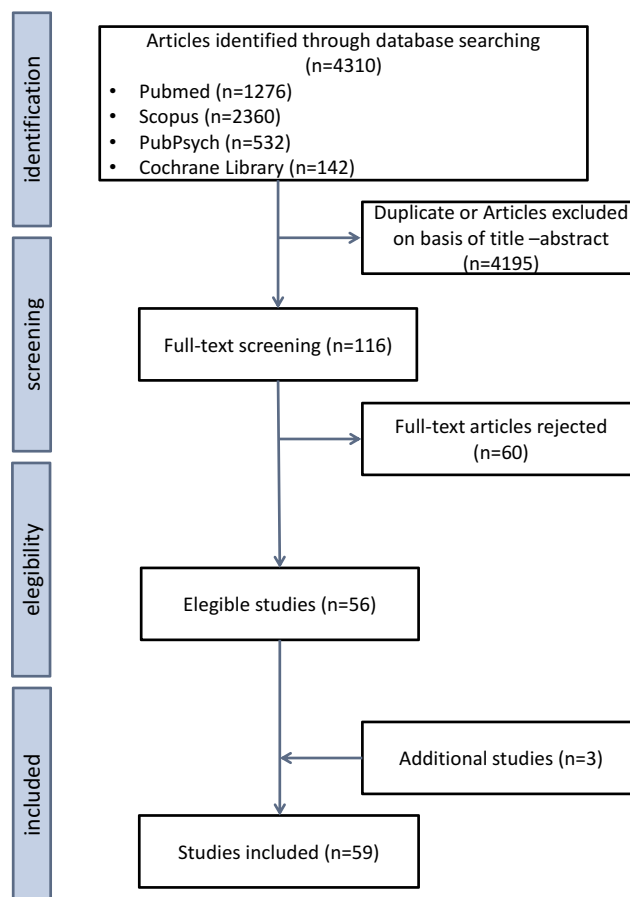 identification
Articles identified through database searching
(n=4310)
• Pubmed (n=1276)
• Scopus (n=2360)
• PubPsych (n=532)
• Cochrane Library (n=142)
Duplicate or Articles excluded
on basis of title –abstract
(n=4195)
screening
Full-text screening (n=116)
Full-text articles rejected
(n=60)
elegibility
Elegible studies (n=56)
included
Additional studies (n=3)
Studies included (n=59)